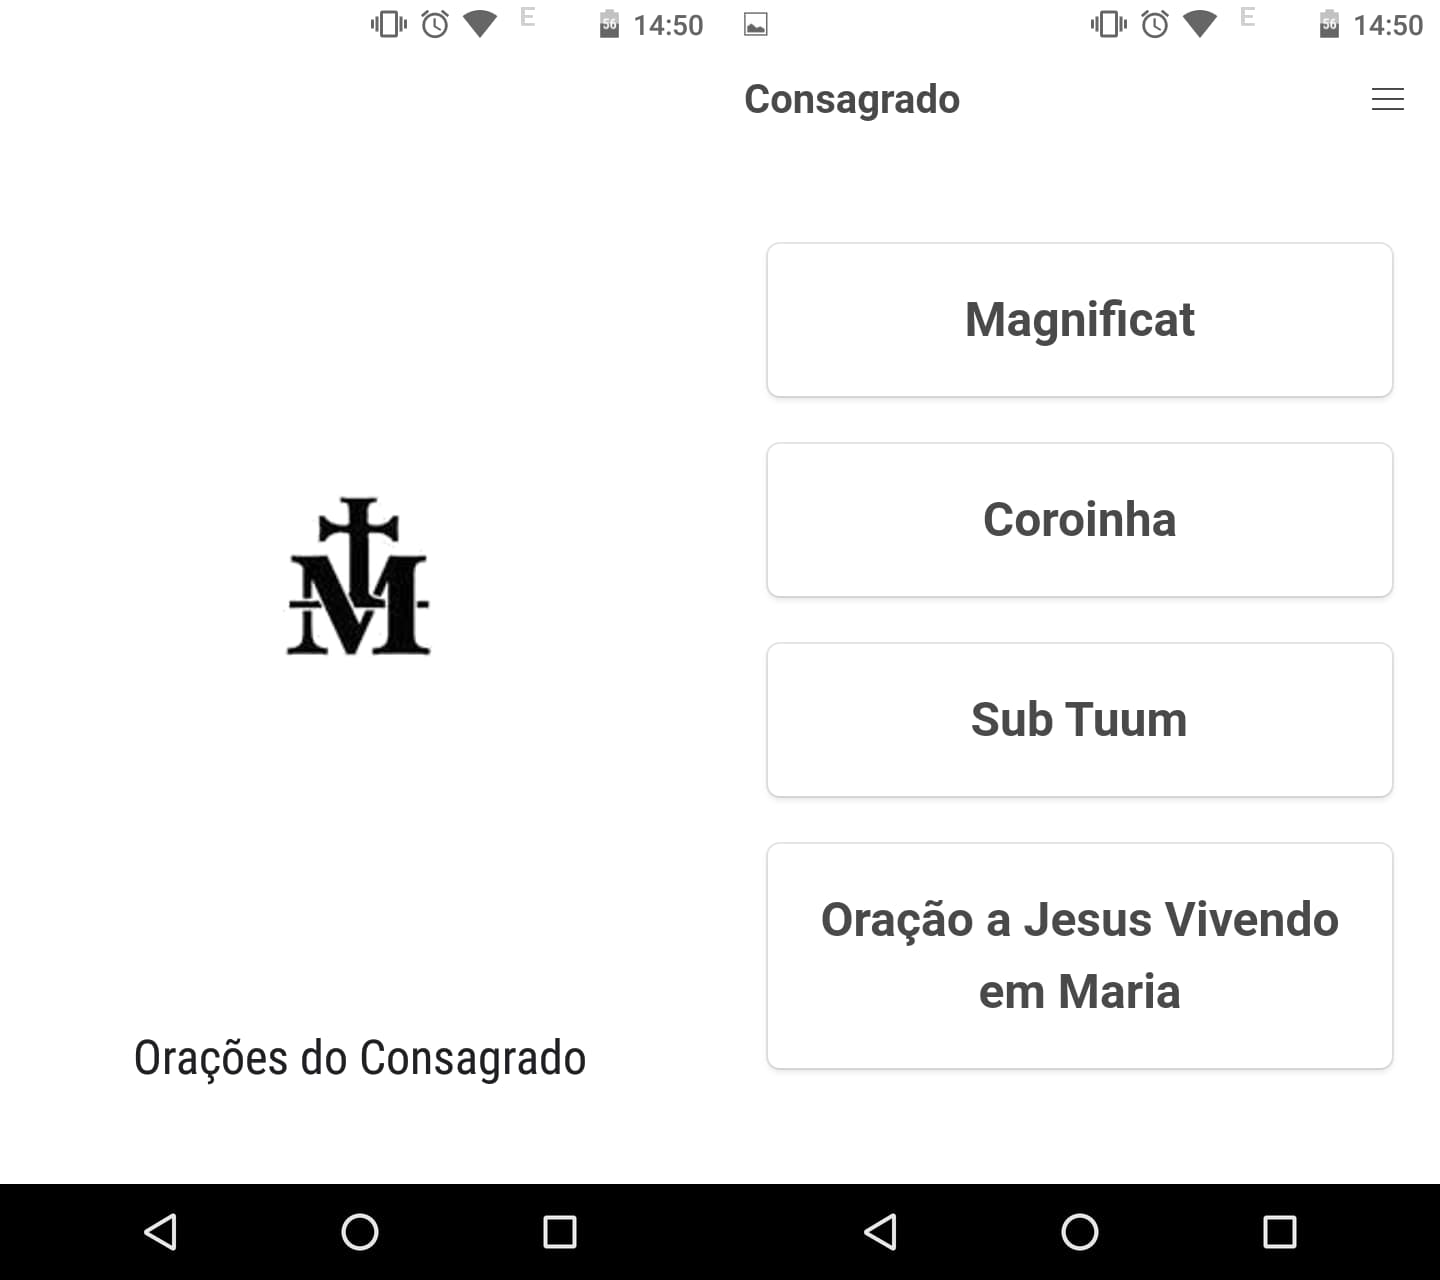 E 56 14:50
Orações do Consagrado
E 56 14:50
Consagrado
Magnificat
Coroinha
Sub Tuum
Oração a Jesus Vivendo
em Maria